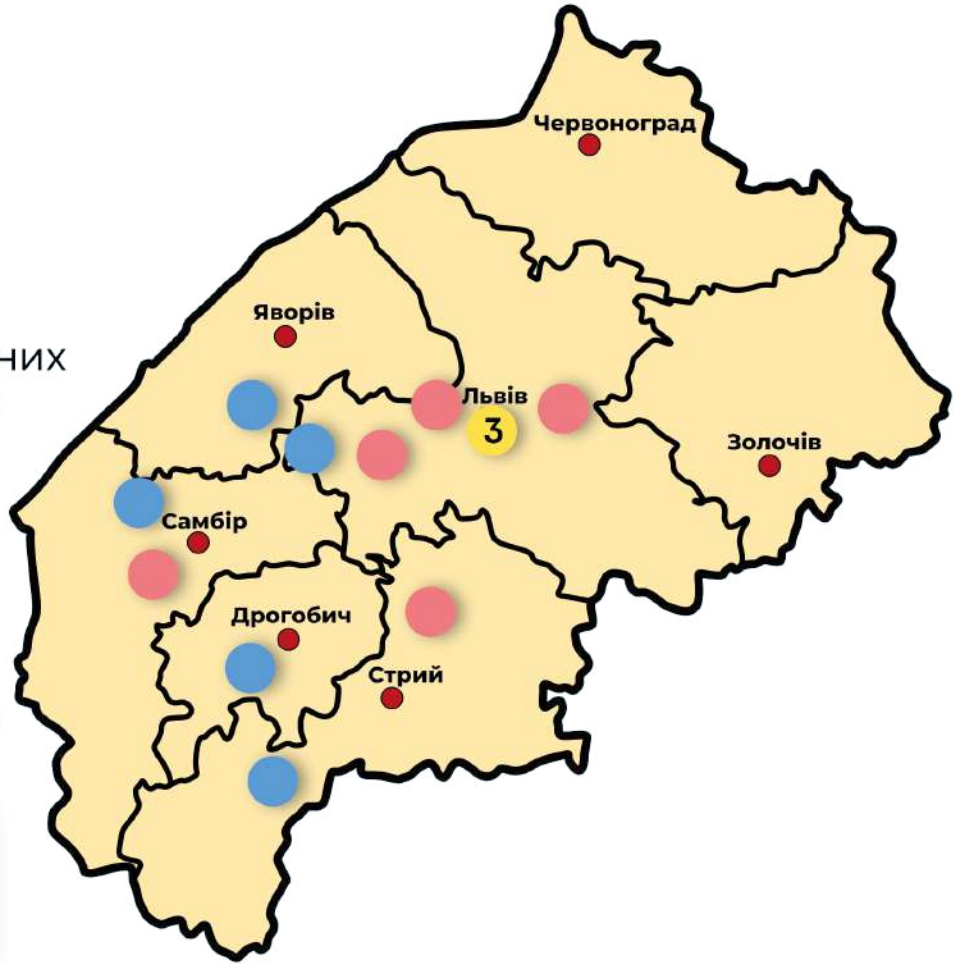 Червоноград
Яворів
них
Львів
3
Золочів
Самбір
Дрогобич
Стрий